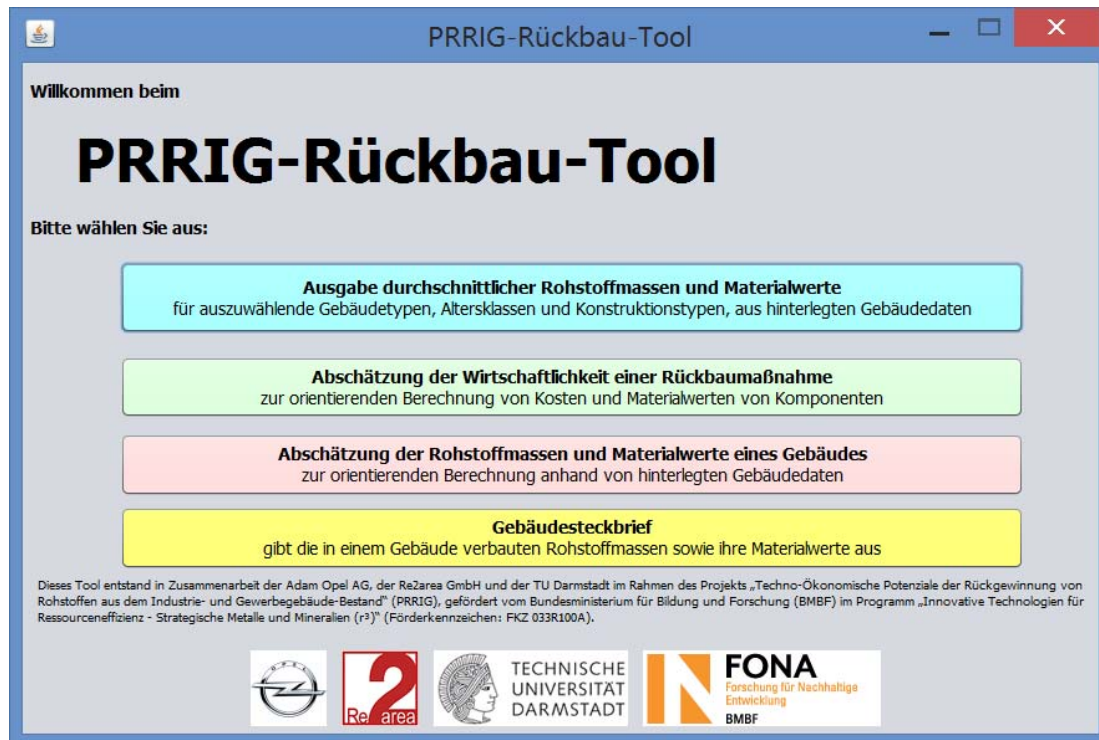 PRRIG-Rückbau-Tool
Willkommen beim
PRRIG-Rückbau-Tool
Bitte wählen Sie aus:
Ausgabe durchschnittlicher Rohstoffmassen und Materialwerte
für auszuwählende Gebäudetypen, Altersklassen und Konstruktionstypen, aus hinterlegten Gebäudedaten
Abschätzung der Wirtschaftlichkeit einer Rückbaumaßnahme
zur orientierenden Berechnung von Kosten und Materialwerten von Komponenten
Abschätzung der Rohstoffmassen und Materialwerte eines Gebäudes
zur orientierenden Berechnung anhand von hinterlegten Gebäudedaten
Gebäudesteckbrief
gibt die in einem Gebäude verbauten Rohstoffmassen sowie ihre Materialwerte aus
Dieses Tool entstand in Zusammenarbeit der Adam Opel AG, der Re2area GmbH und der TU Darmstadt im Rahmen des Projekts „Techno-Ökonomische Potenziale der Rückgewinnung von
Rohstoffen aus dem Industrie- und Gewerbegebäude-Bestand" (PRRIG), gefördert vom Bundesministerium für Bildung und Forschung (BMBF) im Programm „Innovative Technologien für
Ressourceneffizienz - Strategische Metalle und Mineralien (r³)" (Förderkennzeichen: FKZ 033R100A).
OPEL
Re2area
TECHNISCHE
UNIVERSITÄT
DARMSTADT
FONA
Forschung für Nachhaltige
Entwicklung
BMBF